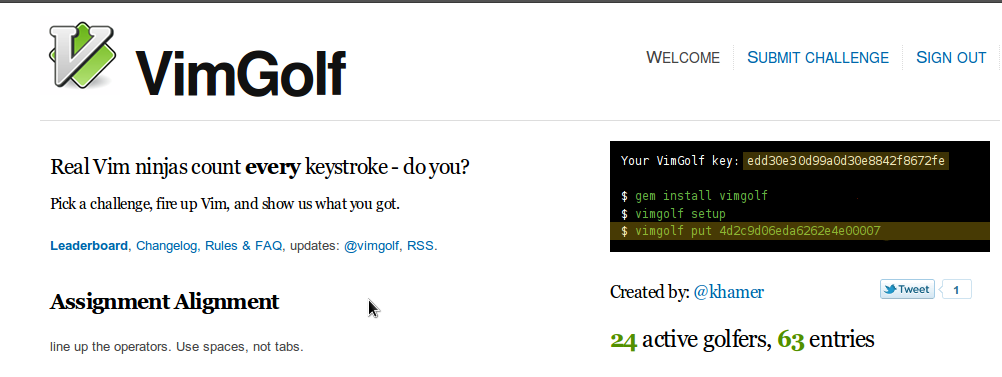 VimGolf
WELCOME
SUBMIT CHALLENGE
SIGN OUT
Real Vim ninjas count every keystroke - do you?
Pick a challenge, fire up Vim, and show us what you got.
Leaderboard, Changelog, Rules & FAQ, updates: @vimgolf, RSS.
Assignment Alignment
line up the operators. Use spaces, not tabs.
Your VimGolf key: edd30e30d99a0d30e8842f8672fe
$ gem install vimgolf
$ vimgolf setup
$ vimgolf put 4d2c9d06eda6262e4e00007
Created by: @khamer
Tweet
1
24 active golfers, 63 entries